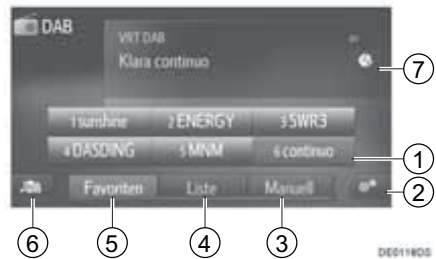 DAB
VRT DAB
Klara continuo
7
1 sunshine 2 ENERGY 3 SWR3
4 DASDING 5 MNM 6 continuo
1
Favoriten Liste Manuell
2
6 5 4 3
DE0118DS